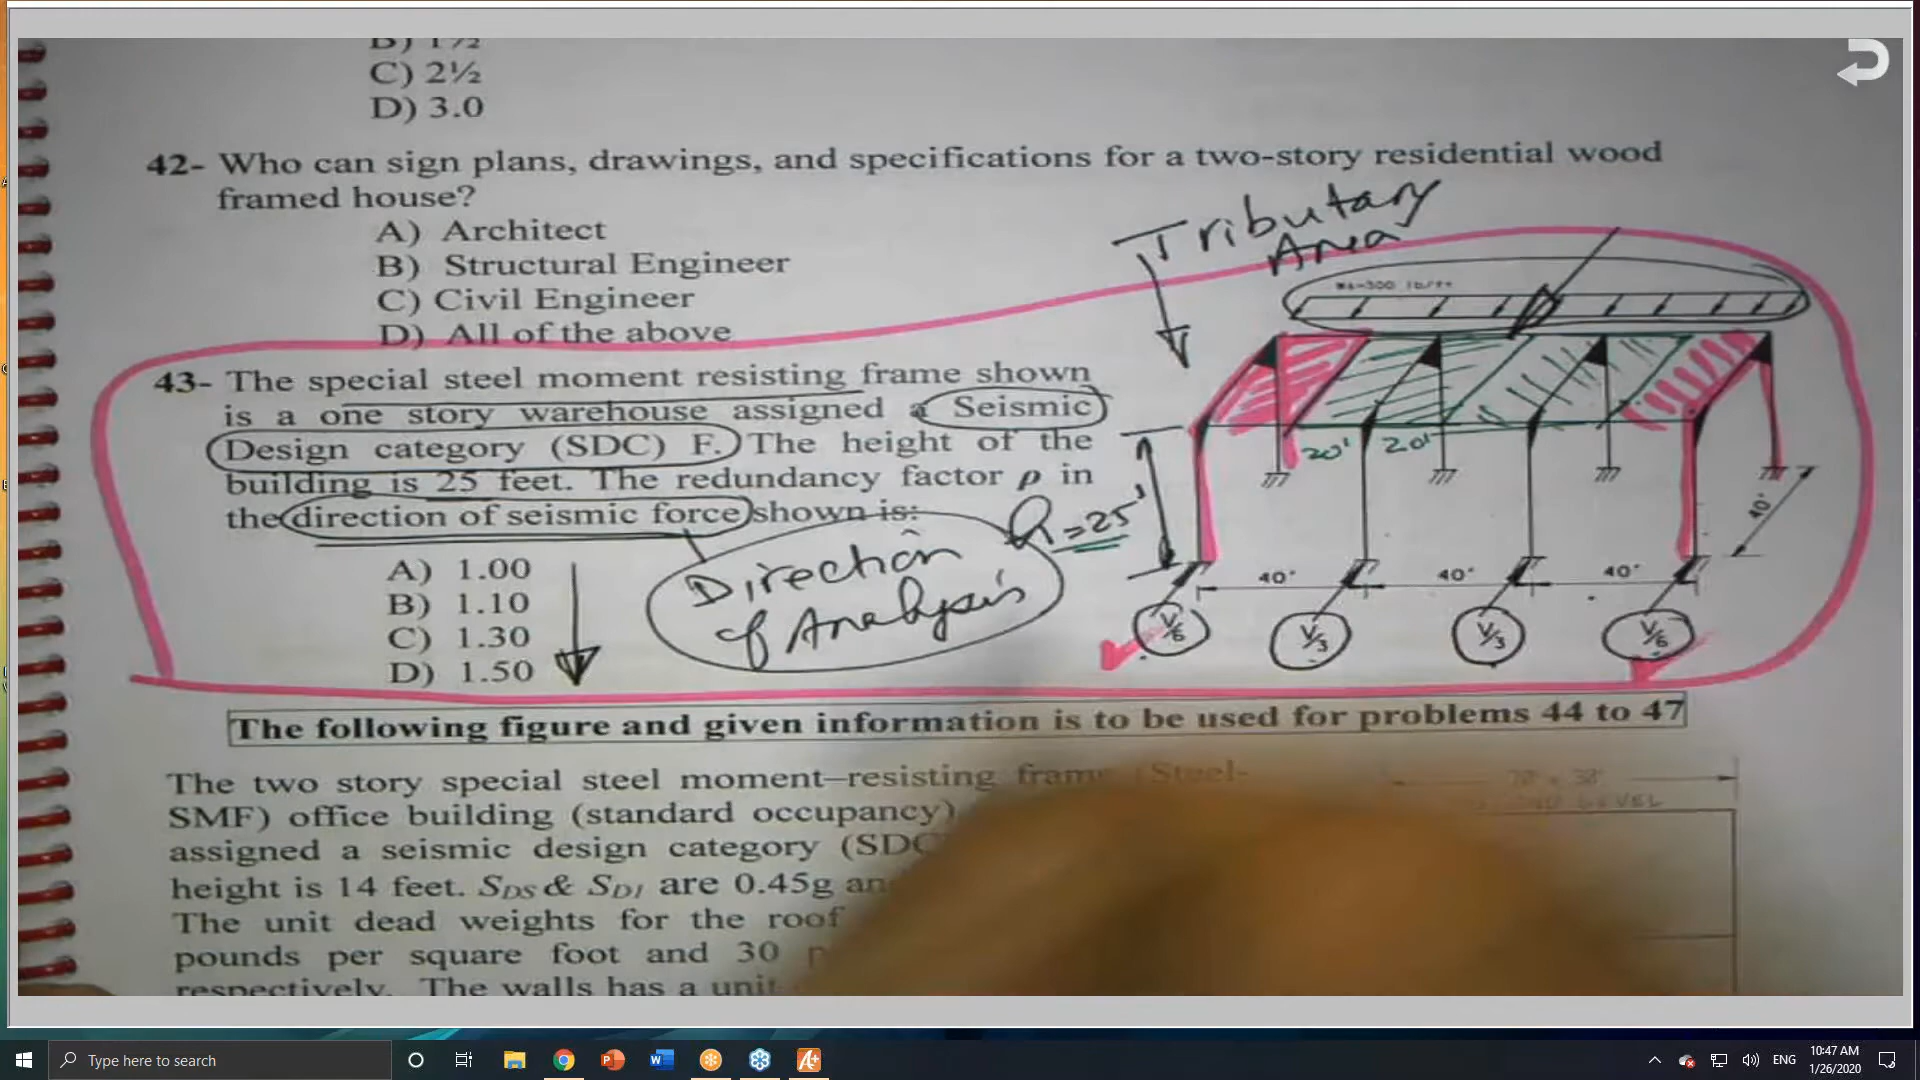 C) 2½
D) 3.0
42- Who can sign plans, drawings, and specifications for a two-story residential wood
framed house?
A) Architect
B) Structural Engineer
C) Civil Engineer
D) All of the above
Tributary
Area
43- The special steel moment resisting frame shown
is a one story warehouse assigned a Seismic
Design category (SDC) F. The height of the
building is 25 feet. The redundancy factor ρ in
the direction of seismic force shown is:
A) 1.00
B) 1.10
C) 1.30
D) 1.50
Direction
of Analysis
=25'
20' 20'
40'
40' 40' 40'
V/6 V/3 V/3 V/6
The following figure and given information is to be used for problems 44 to 47
The two story special steel moment–resisting frame (Steel-
SMF) office building (standard occupancy)
assigned a seismic design category (SDC
height is 14 feet. SDS & SD1 are 0.45g an
The unit dead weights for the roof
pounds per square foot and 30
respectively. The walls has a unit
LEVEL
Type here to search
ENG
10:47 AM
1/26/2020